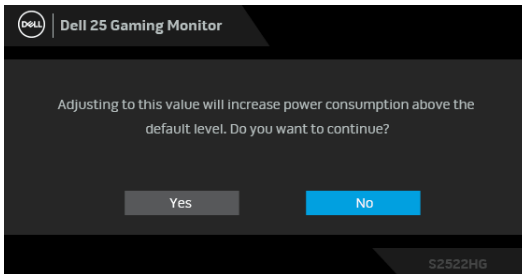 DELL
Dell 25 Gaming Monitor
Adjusting to this value will increase power consumption above the
default level. Do you want to continue?
Yes
No
S2522HG